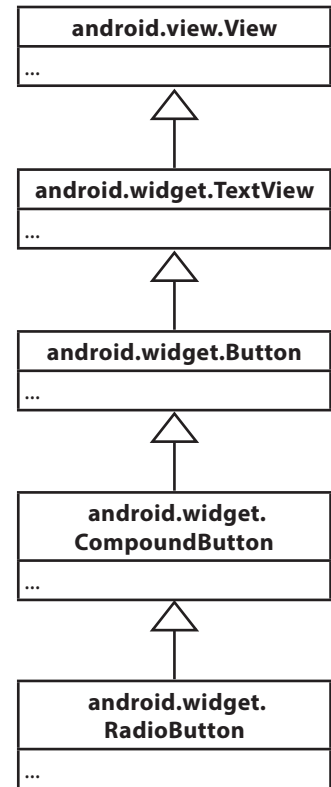 android.view.View
...
android.widget.TextView
...
android.widget.Button
...
android.widget.
CompoundButton
...
android.widget.
RadioButton
...